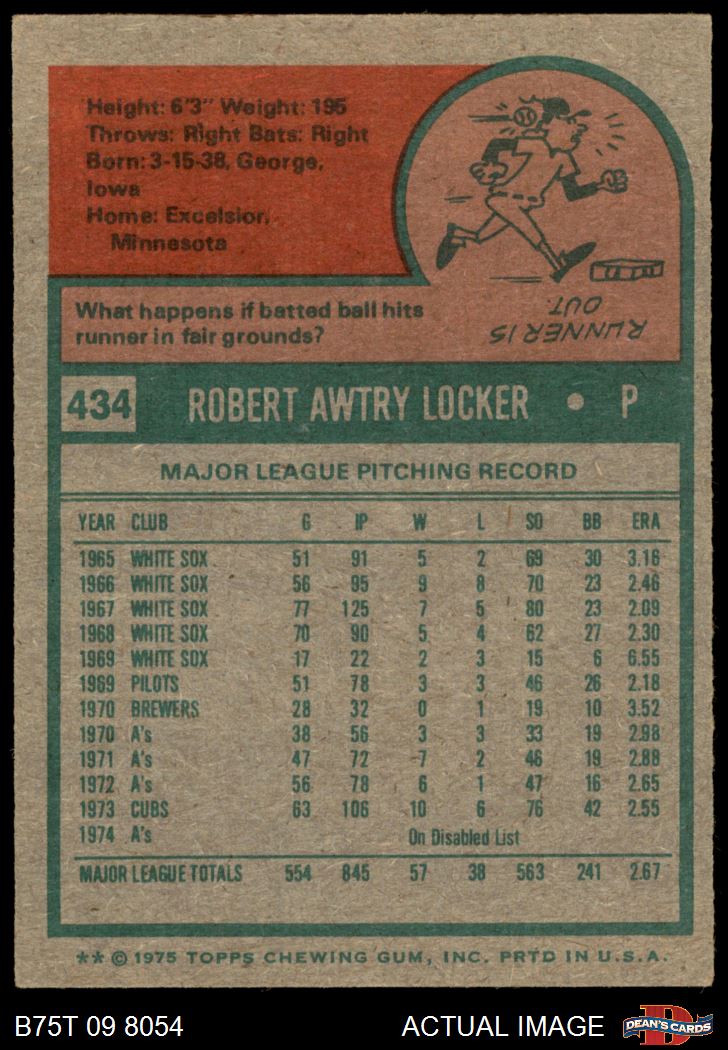 Height: 6'3" Weight: 195
Throws: Right Bats: Right
Born: 3-15-38, George,
Iowa
Home: Excelsior,
Minnesota
What happens if batted ball hits
runner in fair grounds?
RUNNER IS
OUT.
434 ROBERT AWTRY LOCKER • P
MAJOR LEAGUE PITCHING RECORD
YEAR CLUB G IP W L SO BB ERA
1965 WHITE SOX 51 91 5 2 69 30 3.16
1966 WHITE SOX 56 95 9 8 70 23 2.46
1967 WHITE SOX 77 125 7 5 80 23 2.09
1968 WHITE SOX 70 90 5 4 62 27 2.30
1969 WHITE SOX 17 22 2 3 15 6 6.55
1969 PILOTS 51 78 3 3 46 26 2.18
1970 BREWERS 28 32 0 1 19 10 3.52
1970 A's 38 56 3 3 33 19 2.98
1971 A's 47 72 7 2 46 19 2.88
1972 A's 56 78 6 1 47 16 2.65
1973 CUBS 63 106 10 6 76 42 2.55
1974 A's On Disabled List
MAJOR LEAGUE TOTALS 554 845 57 38 563 241 2.67
** © 1975 TOPPS CHEWING GUM, INC. PRTD IN U.S.A.
B75T 09 8054 ACTUAL IMAGE D DEAN'S CARDS